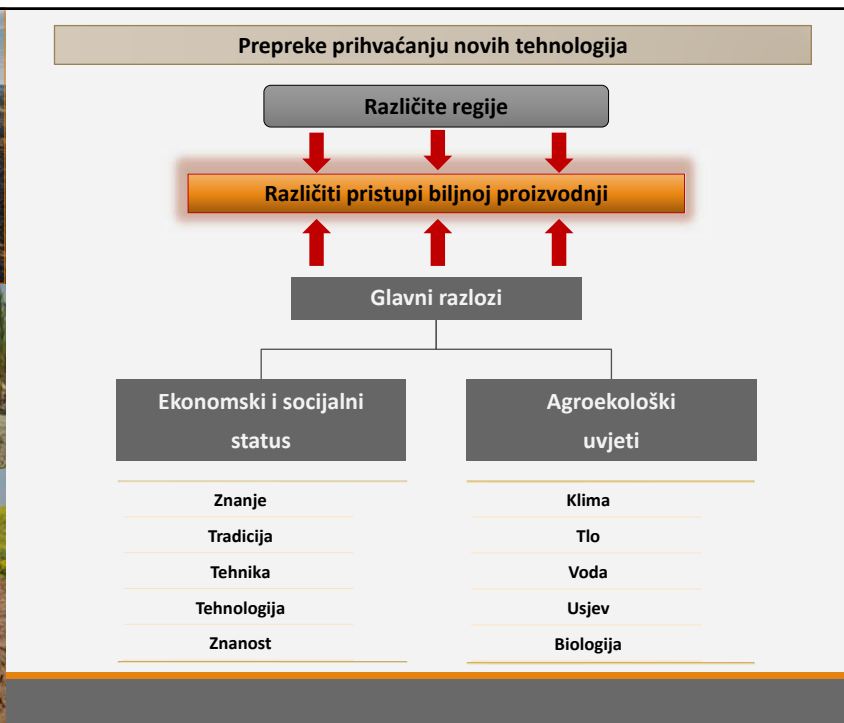 Prepreke prihvaćanju novih tehnologija
Različite regije
Različiti pristupi biljnoj proizvodnji
Glavni razlozi
Ekonomski i socijalni
status
Znanje
Tradicija
Tehnika
Tehnologija
Znanost
Agroekološki
uvjeti
Klima
Tlo
Voda
Usjev
Biologija